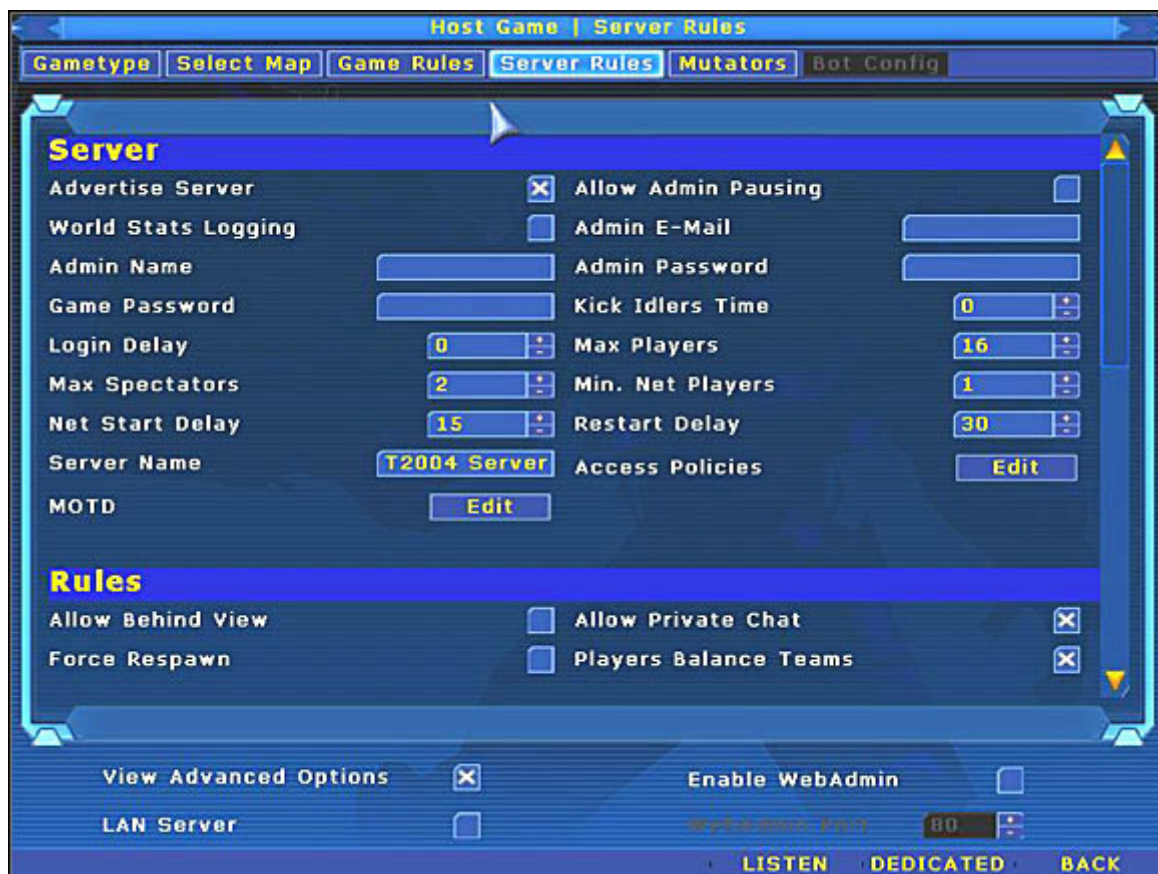 Host Game | Server Rules
Gametype Select Map Game Rules Server Rules Mutators Bot Config
Server
Advertise Server Allow Admin Pausing
World Stats Logging Admin E-Mail
Admin Name Admin Password
Game Password Kick Idlers Time 0
Login Delay 0 Max Players 16
Max Spectators 2 Min. Net Players 1
Net Start Delay 15 Restart Delay 30
Server Name T2004 Server Access Policies Edit
MOTD Edit
Rules
Allow Behind View Allow Private Chat
Force Respawn Players Balance Teams
View Advanced Options Enable WebAdmin
LAN Server 80
LISTEN DEDICATED BACK